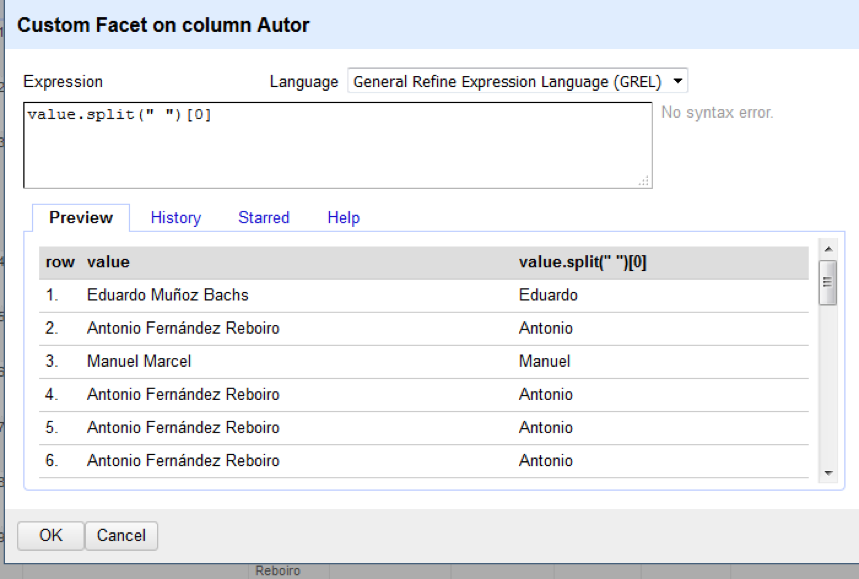 Custom Facet on column Autor
Expression Language General Refine Expression Language (GREL)
value.split(" ")[0] No syntax error.
Preview History Starred Help
row value value.split(" ")[0]
1. Eduardo Muñoz Bachs Eduardo
2. Antonio Fernández Reboiro Antonio
3. Manuel Marcel Manuel
4. Antonio Fernández Reboiro Antonio
5. Antonio Fernández Reboiro Antonio
6. Antonio Fernández Reboiro Antonio
OK Cancel
Reboiro